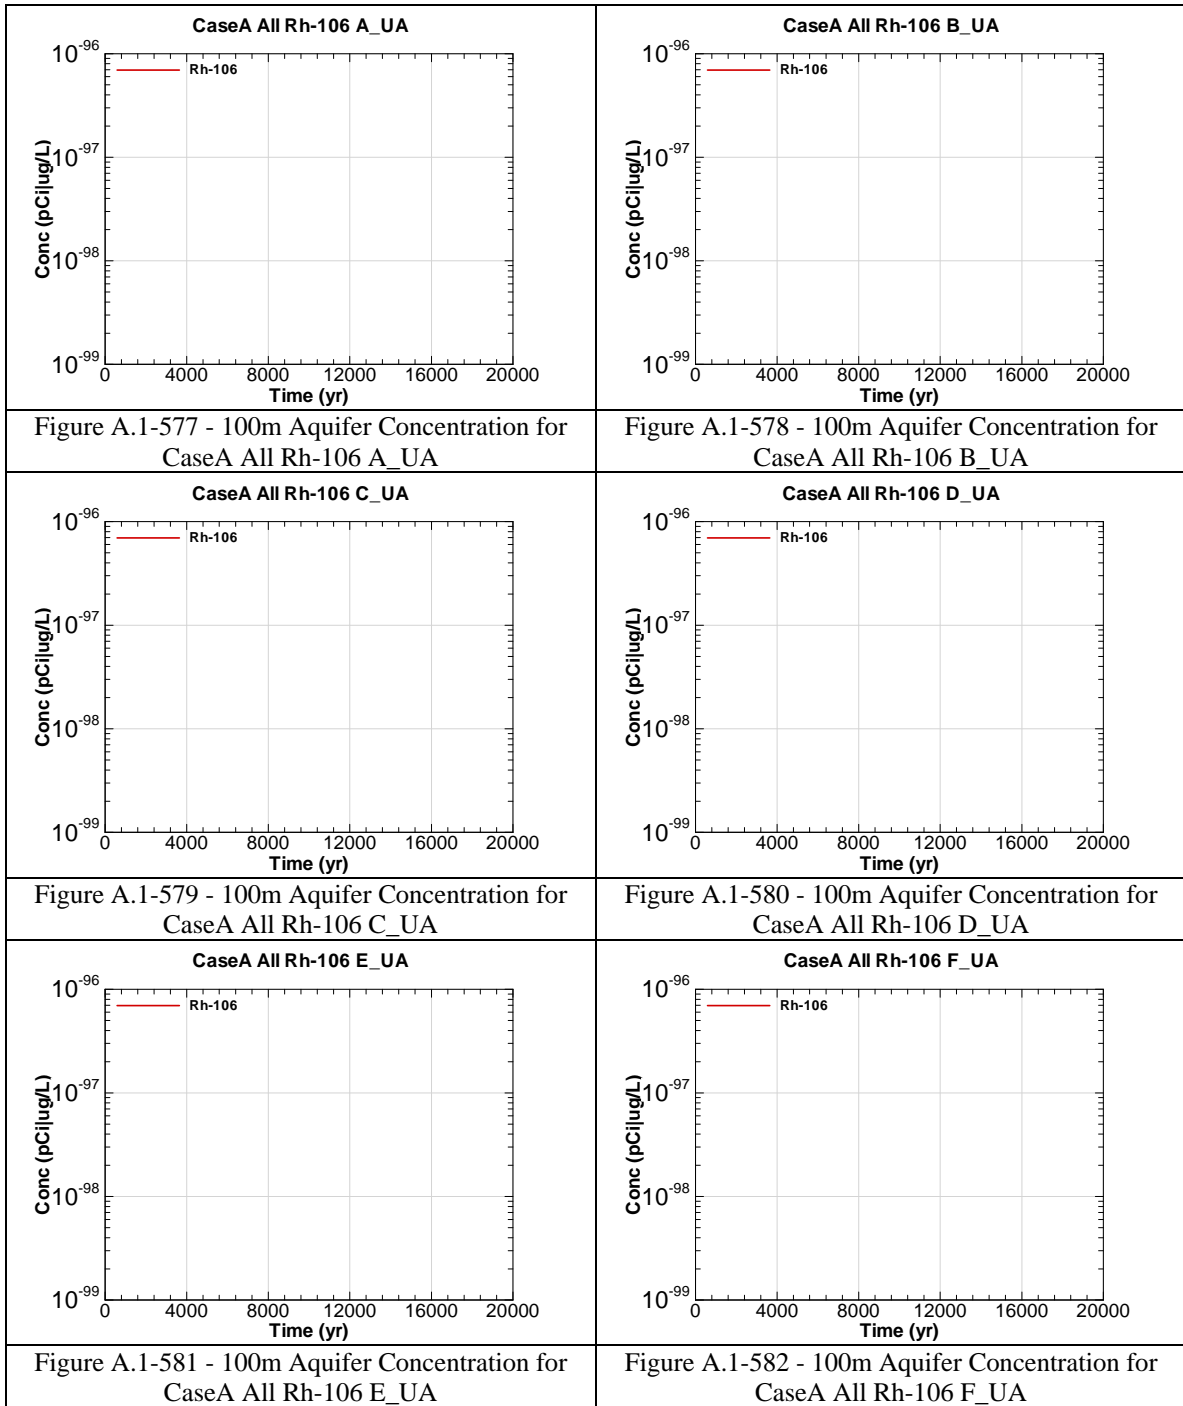 CaseA All Rh-106 A_UA
10-96
Rh-106
10-97
Conc (pCi|ug/L)
10-98
10-99
0 4000 8000 12000 16000 20000
Time (yr)
Figure A.1-577 - 100m Aquifer Concentration for
CaseA All Rh-106 A_UA
CaseA All Rh-106 B_UA
10-96
Rh-106
10-97
Conc (pCi|ug/L)
10-98
10-99
0 4000 8000 12000 16000 20000
Time (yr)
Figure A.1-578 - 100m Aquifer Concentration for
CaseA All Rh-106 B_UA
CaseA All Rh-106 C_UA
10-96
Rh-106
10-97
Conc (pCi|ug/L)
10-98
10-99
0 4000 8000 12000 16000 20000
Time (yr)
Figure A.1-579 - 100m Aquifer Concentration for
CaseA All Rh-106 C_UA
CaseA All Rh-106 D_UA
10-96
Rh-106
10-97
Conc (pCi|ug/L)
10-98
10-99
0 4000 8000 12000 16000 20000
Time (yr)
Figure A.1-580 - 100m Aquifer Concentration for
CaseA All Rh-106 D_UA
CaseA All Rh-106 E_UA
10-96
Rh-106
10-97
Conc (pCi|ug/L)
10-98
10-99
0 4000 8000 12000 16000 20000
Time (yr)
Figure A.1-581 - 100m Aquifer Concentration for
CaseA All Rh-106 E_UA
CaseA All Rh-106 F_UA
10-96
Rh-106
10-97
Conc (pCi|ug/L)
10-98
10-99
0 4000 8000 12000 16000 20000
Time (yr)
Figure A.1-582 - 100m Aquifer Concentration for
CaseA All Rh-106 F_UA